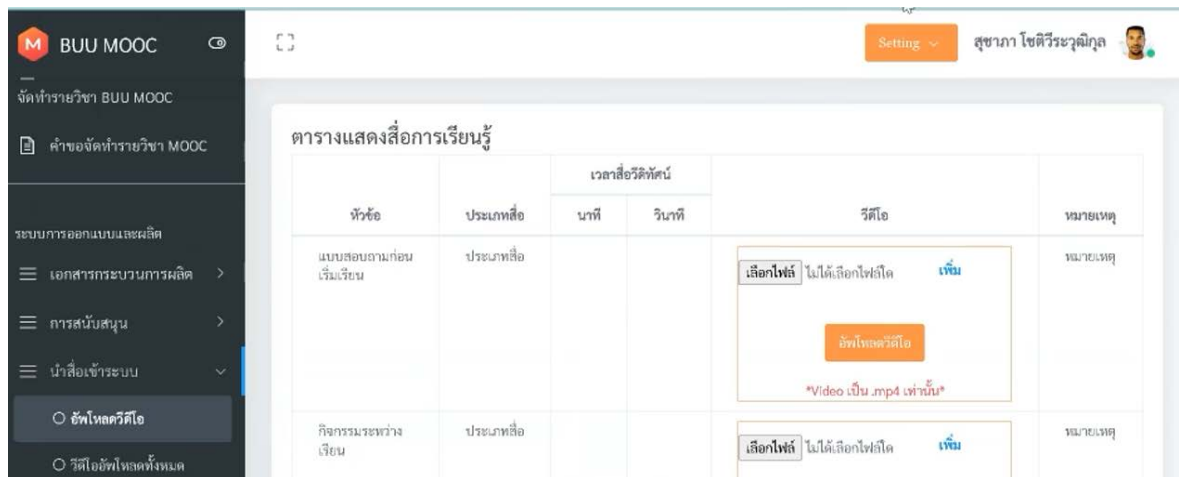 M BUU MOOC
Setting
สุชาภา โชติวีระวุฒิกุล
จัดทำรายวิชา BUU MOOC
คำขอจัดทำรายวิชา MOOC
ระบบการออกแบบและผลิต
เอกสารกระบวนการผลิต
การสนับสนุน
นำสื่อเข้าระบบ
อัพโหลดวีดีโอ
วีดีโออัพโหลดทั้งหมด
ตารางแสดงสื่อการเรียนรู้
เวลาสื่อวีดิทัศน์
หัวข้อ ประเภทสื่อ นาที วินาที วีดีโอ หมายเหตุ
แบบสอบถามก่อน ประเภทสื่อ หมายเหตุ
เริ่มเรียน
เลือกไฟล์ ไม่ได้เลือกไฟล์ใด เพิ่ม
อัพโหลดวีดีโอ
*Video เป็น .mp4 เท่านั้น*
กิจกรรมระหว่าง ประเภทสื่อ หมายเหตุ
เรียน
เลือกไฟล์ ไม่ได้เลือกไฟล์ใด เพิ่ม